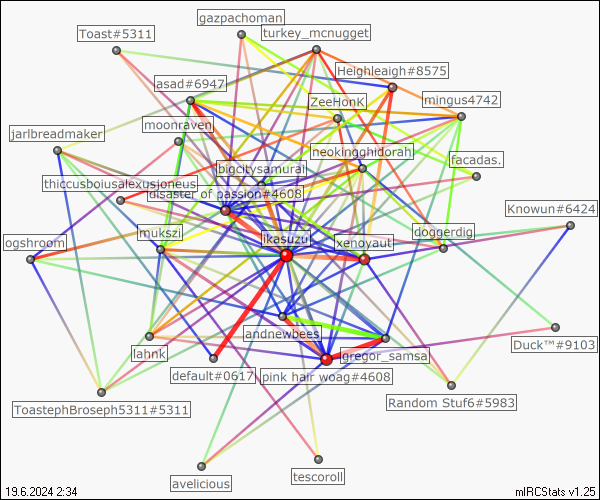 gazpachoman
Toast#5311
turkey_mcnugget
Heighleaigh#8575
asad#6947
ZeeHonK
mingus4742
moonraven
jarlbreadmaker
neokingghidorah
facadas.
bigcitysamurai
thiccusboiusalexusjoneus
disaster of passion#4608
Knowun#6424
mukszi
doggerdig
ikasuzu
ogshroom
xenoyaut
andnewbees
lahnk
gregor_samsa
Duck™#9103
default#0617
pink hair woag#4608
ToastephBroseph5311#5311
Random Stuf6#5983
avelicious
tescoroll
19.6.2024 2:34
mIRCStats v1.25